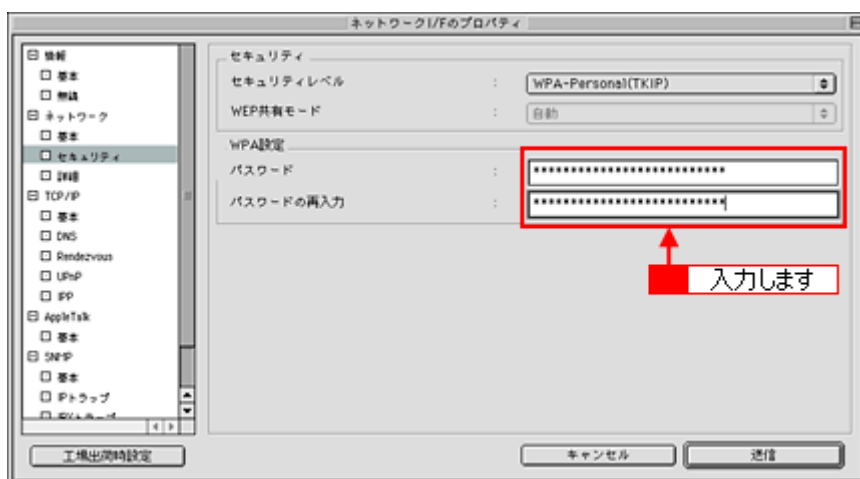 ネットワークI/Fのプロパティ
情報
基本
無線
ネットワーク
基本
セキュリティ
詳細
TCP/IP
基本
DNS
Rendezvous
UPnP
IPP
AppleTalk
基本
SNMP
基本
IPトラップ
セキュリティ
セキュリティレベル : WPA-Personal(TKIP)
WEP共有モード : 自動
WPA設定
パスワード : **************************
パスワードの再入力 : **************************
入力します
工場出荷時設定 キャンセル 送信